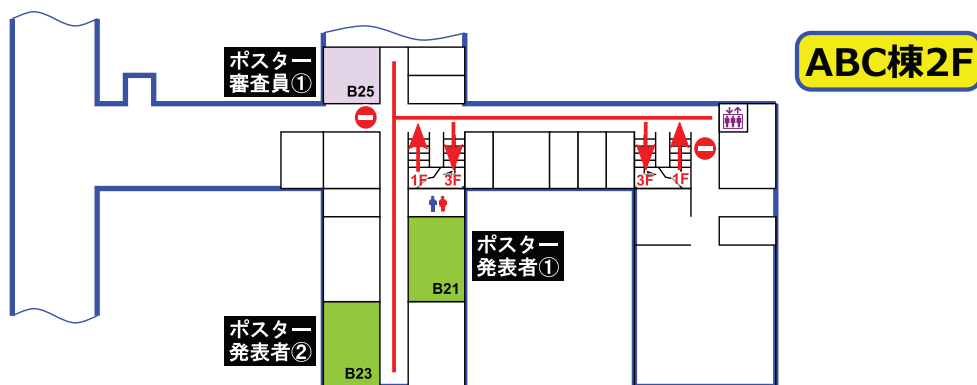 ABC棟2F
ポスター
審査員①
B25
1F
3F
3F
1F
ポスター
発表者①
B21
ポスター
発表者②
B23